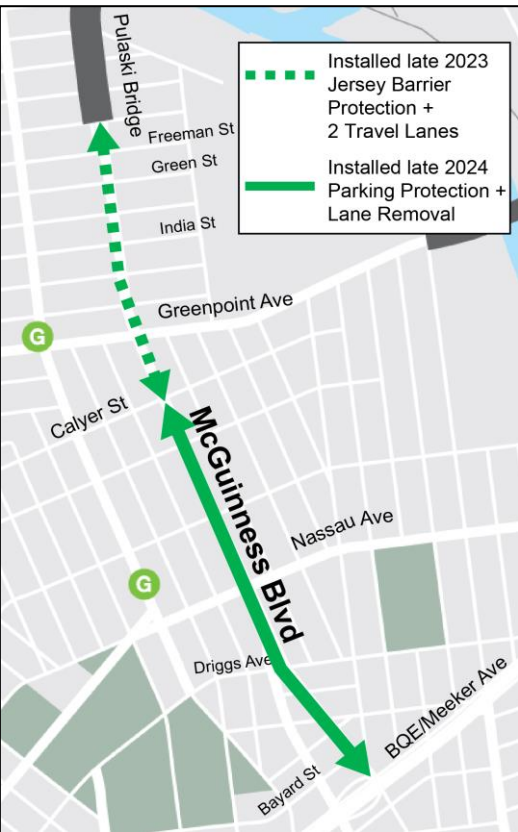 Pulaski Bridge
Installed late 2023
Jersey Barrier
Protection +
2 Travel Lanes
Installed late 2024
Parking Protection +
Lane Removal
Freeman St
Green St
India St
Greenpoint Ave
G
Calyer St
McGuinness Blvd
Nassau Ave
G
Driggs Ave
BQE/Meeker Ave
Bayard St